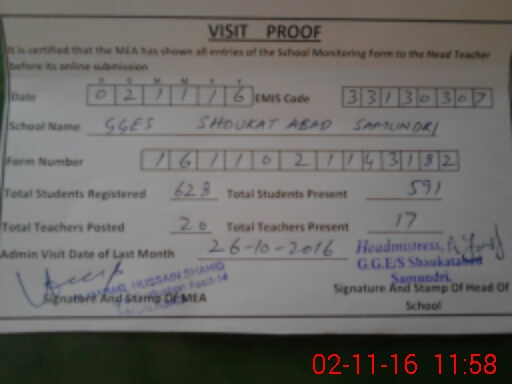 VISIT PROOF
It is certified that the MEA has shown all entries of the School Monitoring Form to the Head Teacher
before its online submission
D D M M Y Y
Date 0 2 1 1 1 6 EMIS Code 3 3 1 3 0 3 0 7
School Name GGES SHOUKAT ABAD SAMUNDRI
Form Number 1 6 1 1 0 2 1 1 4 3 1 3 2
Total Students Registered 623 Total Students Present 591
Total Teachers Posted 20 Total Teachers Present 17
Admin Visit Date of Last Month 26-10-2016
Headmistress,
G.G.E/S Shaukatabad
Samundri.
HUSSAIN SHAHID
Signature And Stamp Of MEA
Signature And Stamp Of Head Of
School
02-11-16 11:58